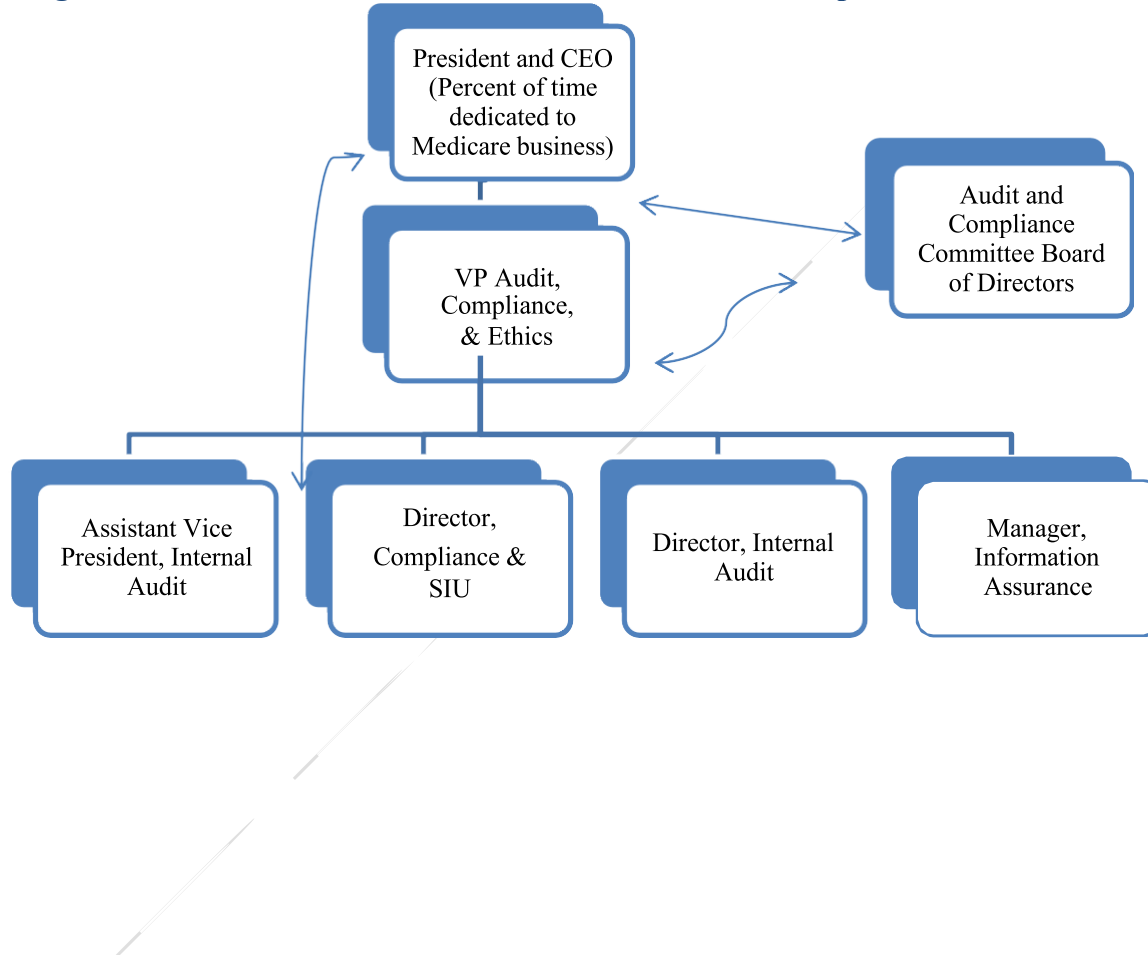 President and CEO
(Percent of time
dedicated to
Medicare business)
Audit and
Compliance
Committee Board
of Directors
VP Audit,
Compliance,
& Ethics
Assistant Vice
President, Internal
Audit
Director,
Compliance &
SIU
Director, Internal
Audit
Manager,
Information
Assurance